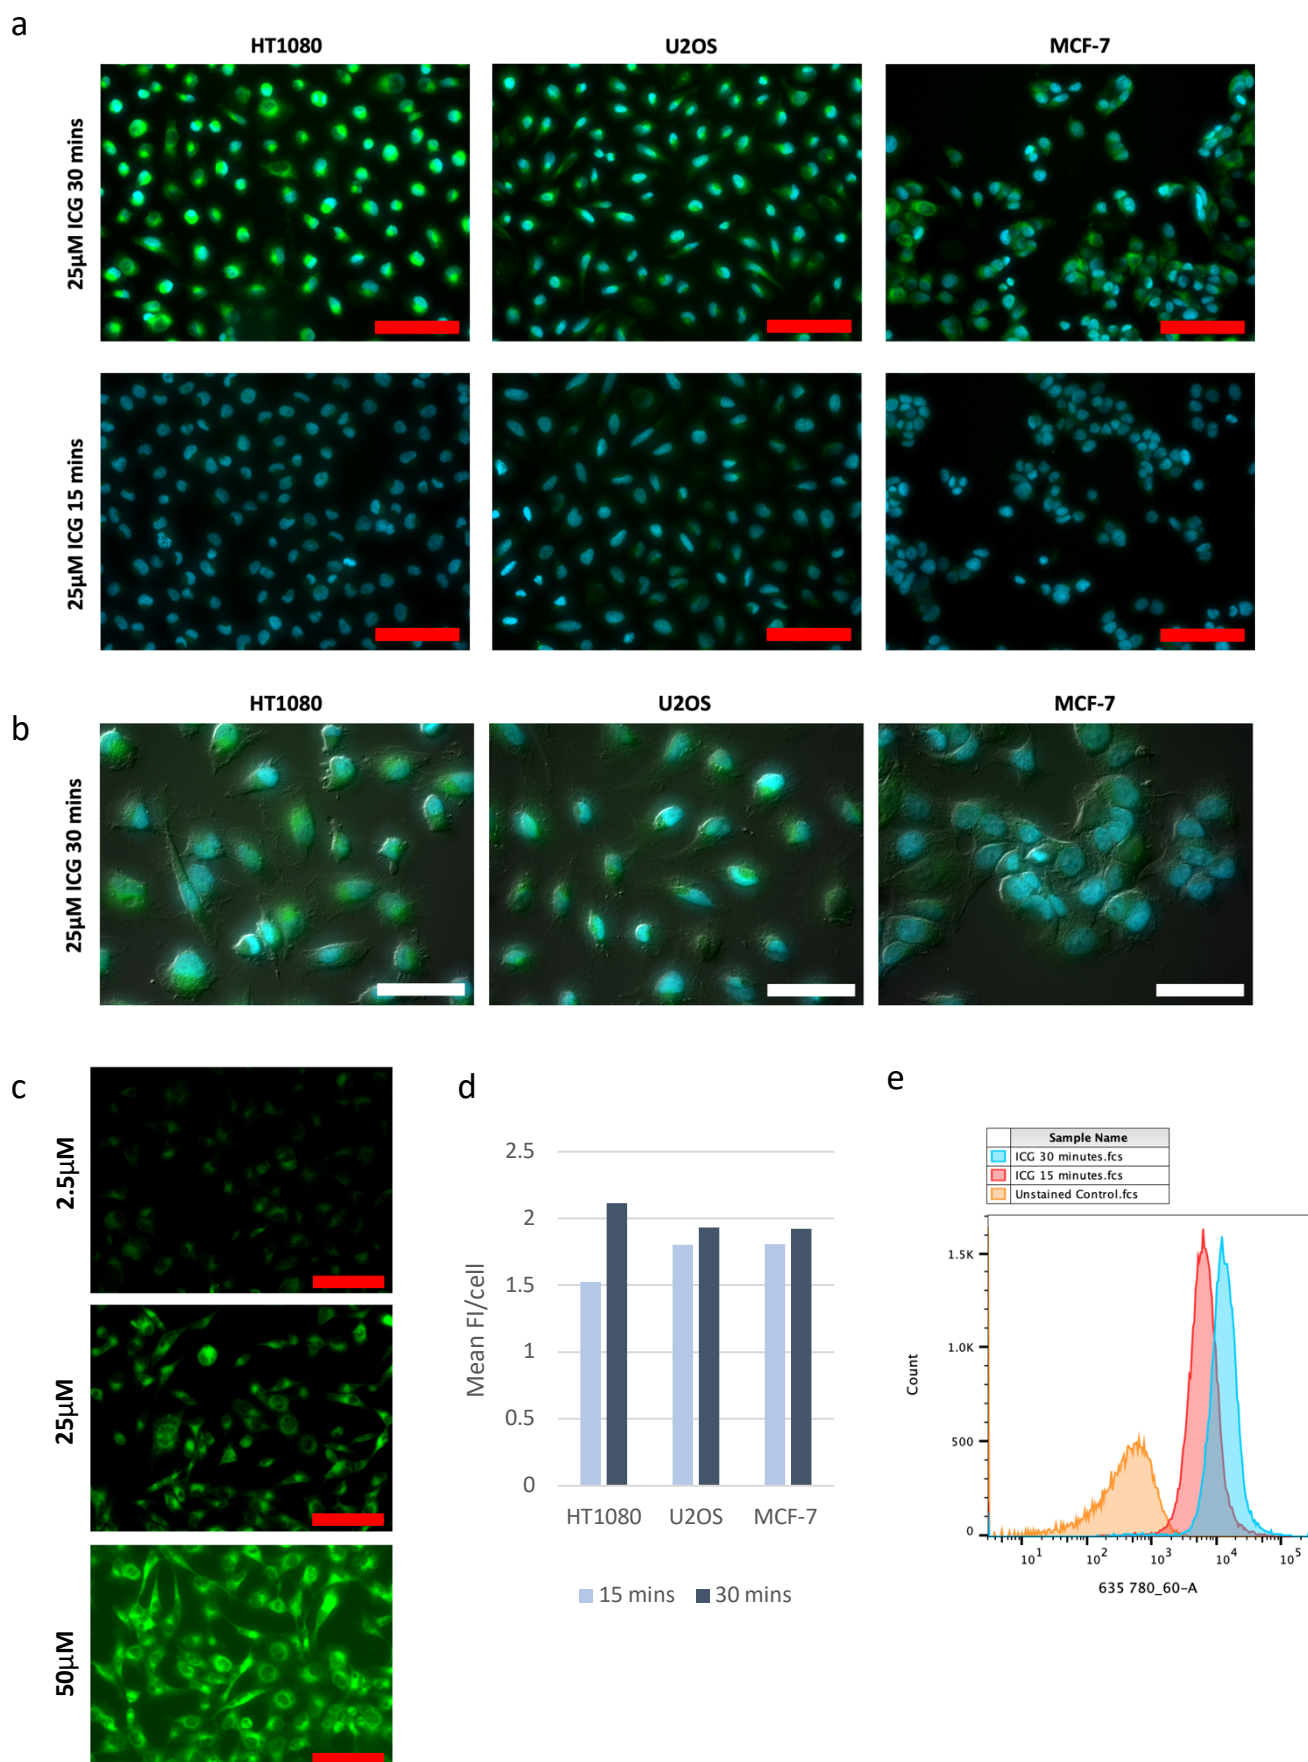 a
HT1080
U2OS
MCF-7
25µM ICG 30 mins
25µM ICG 15 mins
b
HT1080
U2OS
MCF-7
25µM ICG 30 mins
c
2.5µM
25µM
50µM
d
Mean FI/cell
2.5
2
1.5
1
0.5
0
HT1080
U2OS
MCF-7
15 mins
30 mins
e
Sample Name
ICG 30 minutes.fcs
ICG 15 minutes.fcs
Unstained Control.fcs
Count
1.5K
1.0K
500
0
10¹
10²
10³
10⁴
10⁵
635 780_60-A